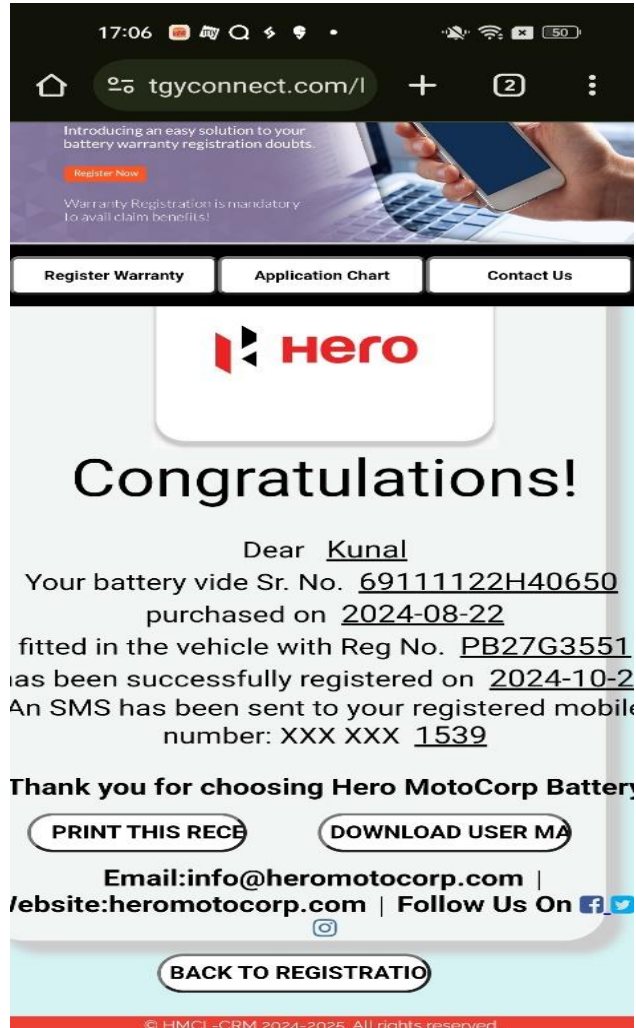 17:06
50
tgyconnect.com/l
2
Introducing an easy solution to your
battery warranty registration doubts.
Register Now
Warranty Registration is mandatory
to avail claim benefits!
Register Warranty
Application Chart
Contact Us
Hero
Congratulations!
Dear Kunal
Your battery vide Sr. No. 69111122H40650
purchased on 2024-08-22
fitted in the vehicle with Reg No. PB27G3551
has been successfully registered on 2024-10-2
An SMS has been sent to your registered mobile
number: XXX XXX 1539
Thank you for choosing Hero MotoCorp Battery
PRINT THIS RECE
DOWNLOAD USER MA
Email:info@heromotocorp.com |
Website:heromotocorp.com | Follow Us On
BACK TO REGISTRATIO
© HMCL-CRM 2024-2025. All rights reserved